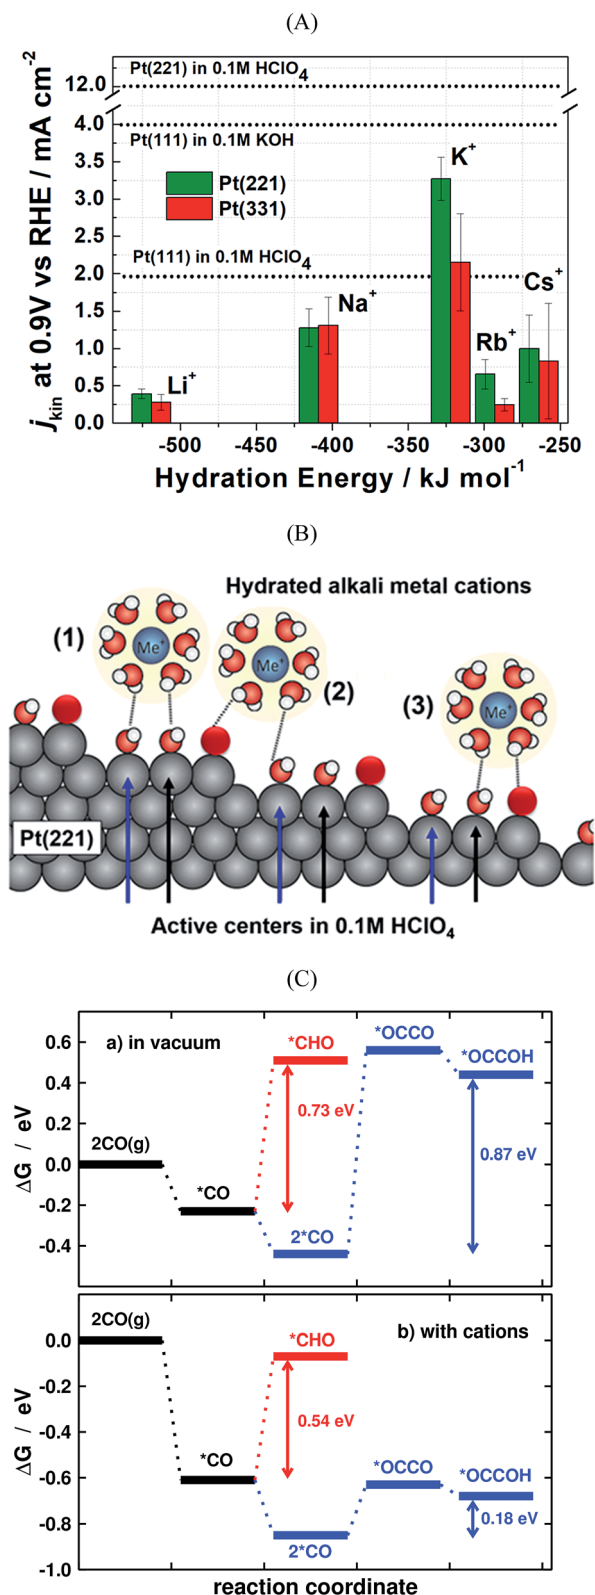 (A)
Pt(221) in 0.1M HClO4
12.0
4.0
Pt(111) in 0.1M KOH
K+
3.5
Pt(221)
3.0
Pt(331)
2.5
Pt(111) in 0.1M HClO4
2.0
Cs+
Na+
1.5
Rb+
1.0
Li+
0.5
0.0
jkin at 0.9V vs RHE / mA cm-2
-500 -450 -400 -350 -300 -250
Hydration Energy / kJ mol-1
(B)
Hydrated alkali metal cations
(1)
Me+
Me+
(2)
(3)
Me+
Pt(221)
Active centers in 0.1M HClO4
(C)
a) in vacuum
*CHO
*OCCO
*OCCOH
0.6
0.4
0.73 eV
0.2
2CO(g)
0.87 eV
0.0
*CO
-0.2
2*CO
-0.4
ΔG / eV
2CO(g)
b) with cations
*CHO
0.0
-0.2
0.54 eV
-0.4
*CO
*OCCO
*OCCOH
-0.6
0.18 eV
-0.8
2*CO
-1.0
ΔG / eV
reaction coordinate